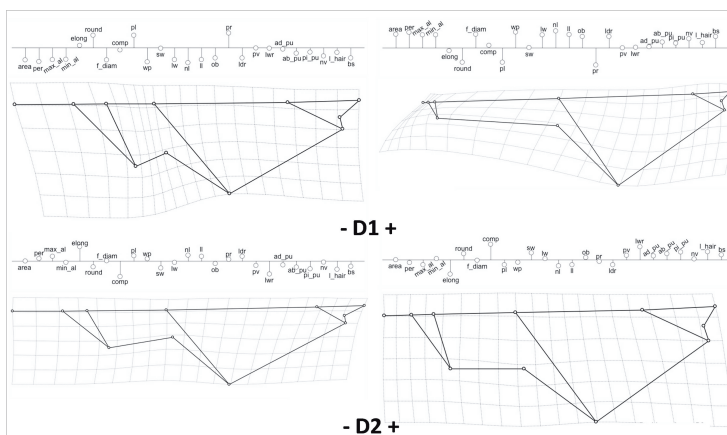 round pl pr
elong
area per max_al min_al f_diam comp wp sw lw nl ll ob ldr pv lwr ad_pu ab_pu pi_pu nv l_hair bs
area per max_al min_al wp lw nl ll ob ldr
elong round f_diam comp pl sw pr pv lwr ad_pu ab_pu pi_pu nv l_hair bs
- D1 +
elong
area per max_al min_al round f_diam comp pl wp sw lw nl ll ob pr ldr pv lwr ad_pu ab_pu pi_pu nv l_hair bs
comp
round
area per max_al min_al elong f_diam pl wp sw lw nl ll ob pr ldr pv lwr ad_pu ab_pu pi_pu nv l_hair bs
- D2 +